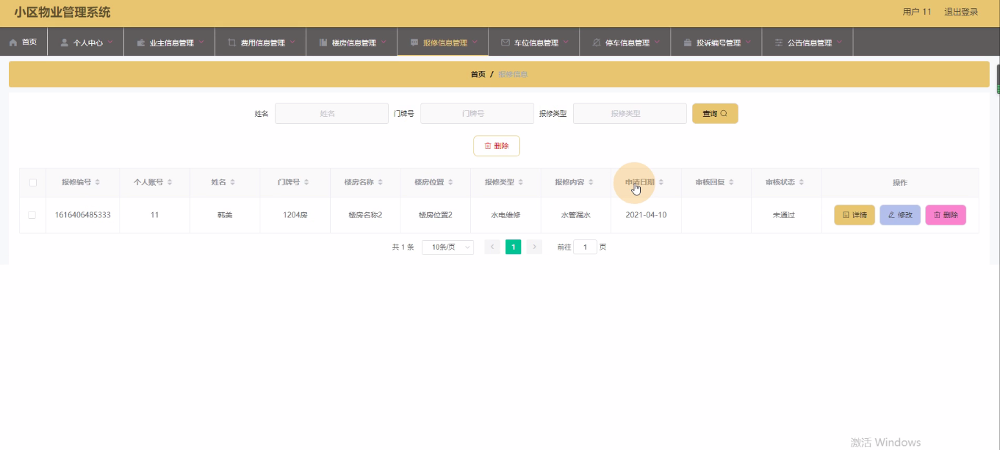 小区物业管理系统 用户 11 退出登录
首页 个人中心 业主信息管理 费用信息管理 楼房信息管理 报修信息管理 车位信息管理 停车信息管理 投诉编号管理 公告信息管理
首页 / 报修信息
姓名 姓名 门牌号 门牌号 报修类型 报修类型 查询
删除
报修编号 个人账号 姓名 门牌号 楼房名称 楼房位置 报修类型 报修内容 申请日期 审核回复 审核状态 操作
1616406485333 11 韩美 1204房 楼房名称2 楼房位置2 水电维修 水管漏水 2021-04-10 未通过 详情 修改 删除
共 1 条 10条/页 1 前往 1 页
激活 Windows